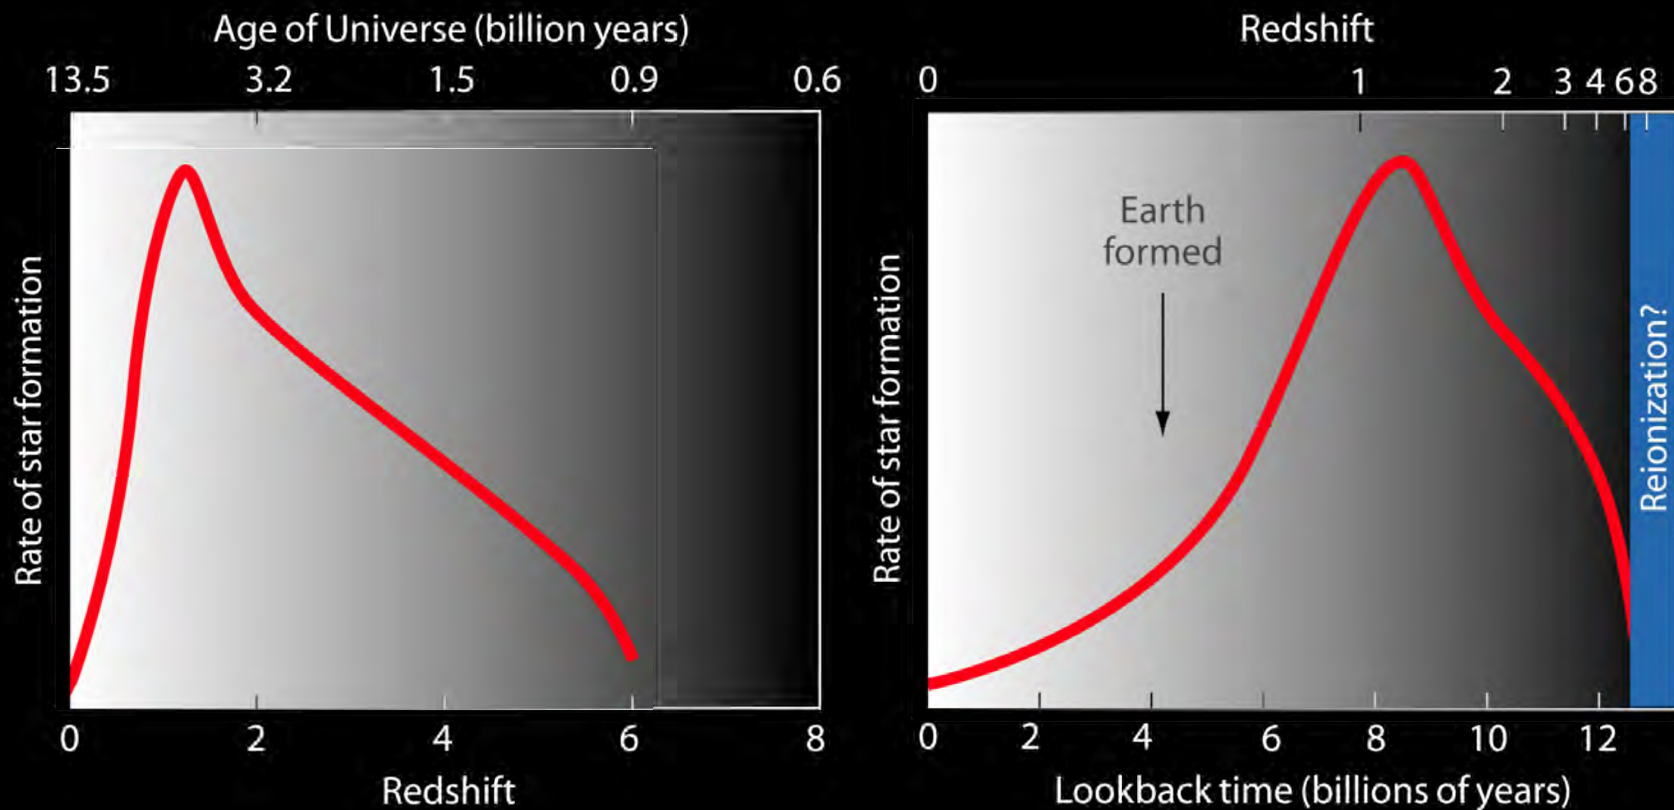 Age of Universe (billion years)
13.5 3.2 1.5 0.9 0.6
Rate of star formation
0 2 4 6 8
Redshift
Redshift
0 1 2 3 4 6 8
Rate of star formation
Earth
formed
Reionization?
0 2 4 6 8 10 12
Lookback time (billions of years)